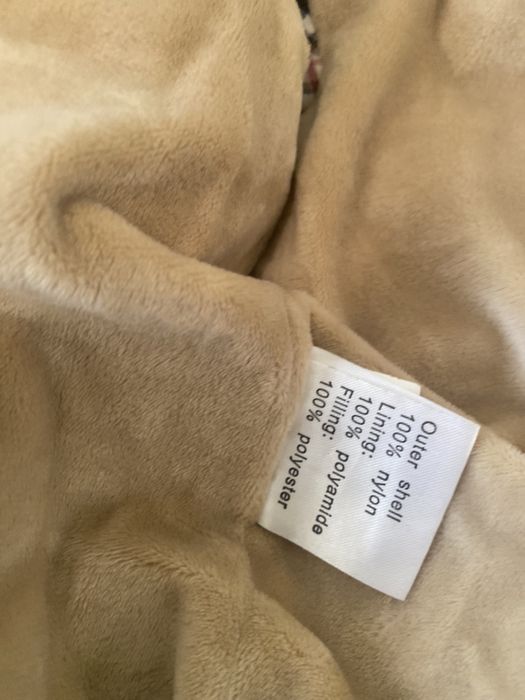 Outer shell
100% nylon
Lining:
100% polyamide
Filling:
100% polyester